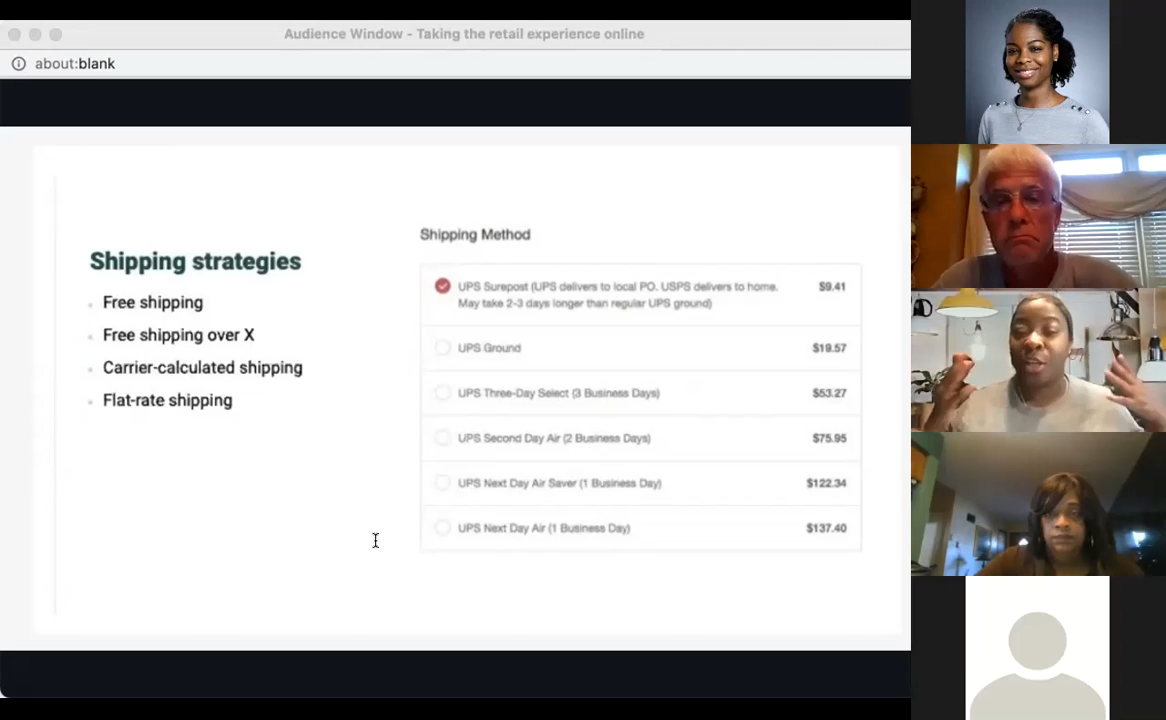 Audience Window - Taking the retail experience online
about:blank
Shipping strategies
Free shipping
Free shipping over X
Carrier-calculated shipping
Flat-rate shipping
Shipping Method
UPS Surepost (UPS delivers to local PO. USPS delivers to home. $9.41
May take 2-3 days longer than regular UPS ground)
UPS Ground $19.57
UPS Three-Day Select (3 Business Days) $53.27
UPS Second Day Air (2 Business Days) $75.95
UPS Next Day Air Saver (1 Business Day) $122.34
UPS Next Day Air (1 Business Day) $137.40